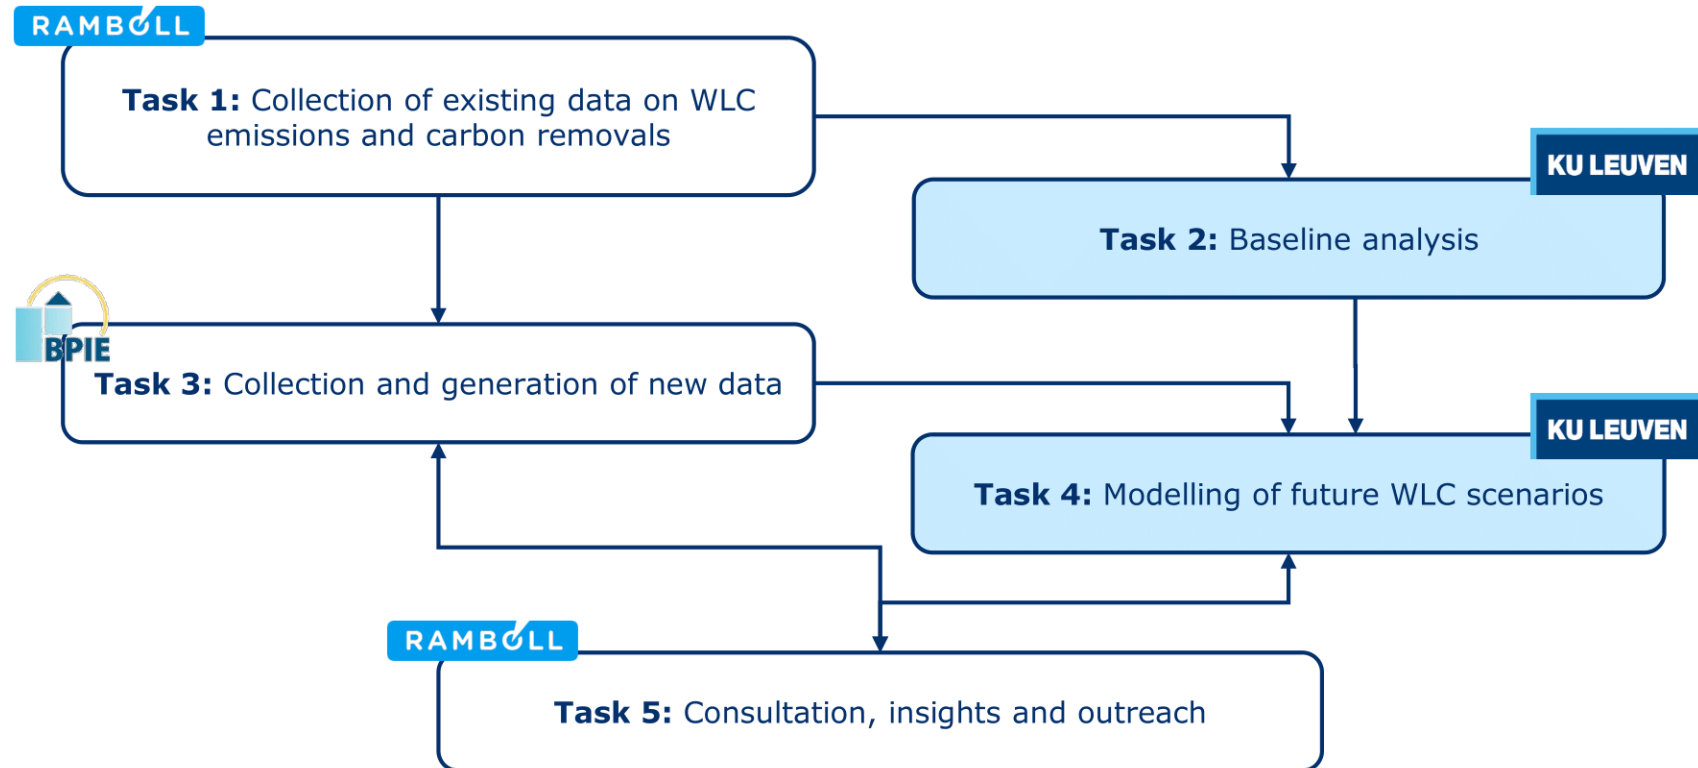 RAMBOLL
Task 1: Collection of existing data on WLC
emissions and carbon removals
KU LEUVEN
Task 2: Baseline analysis
BPIE
Task 3: Collection and generation of new data
KU LEUVEN
Task 4: Modelling of future WLC scenarios
RAMBOLL
Task 5: Consultation, insights and outreach